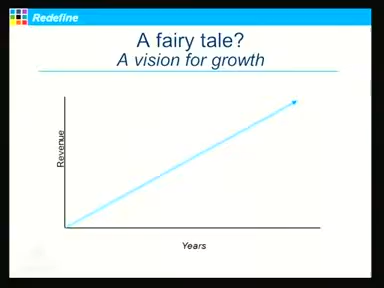 Redefine
A fairy tale?
A vision for growth
Revenue
Years